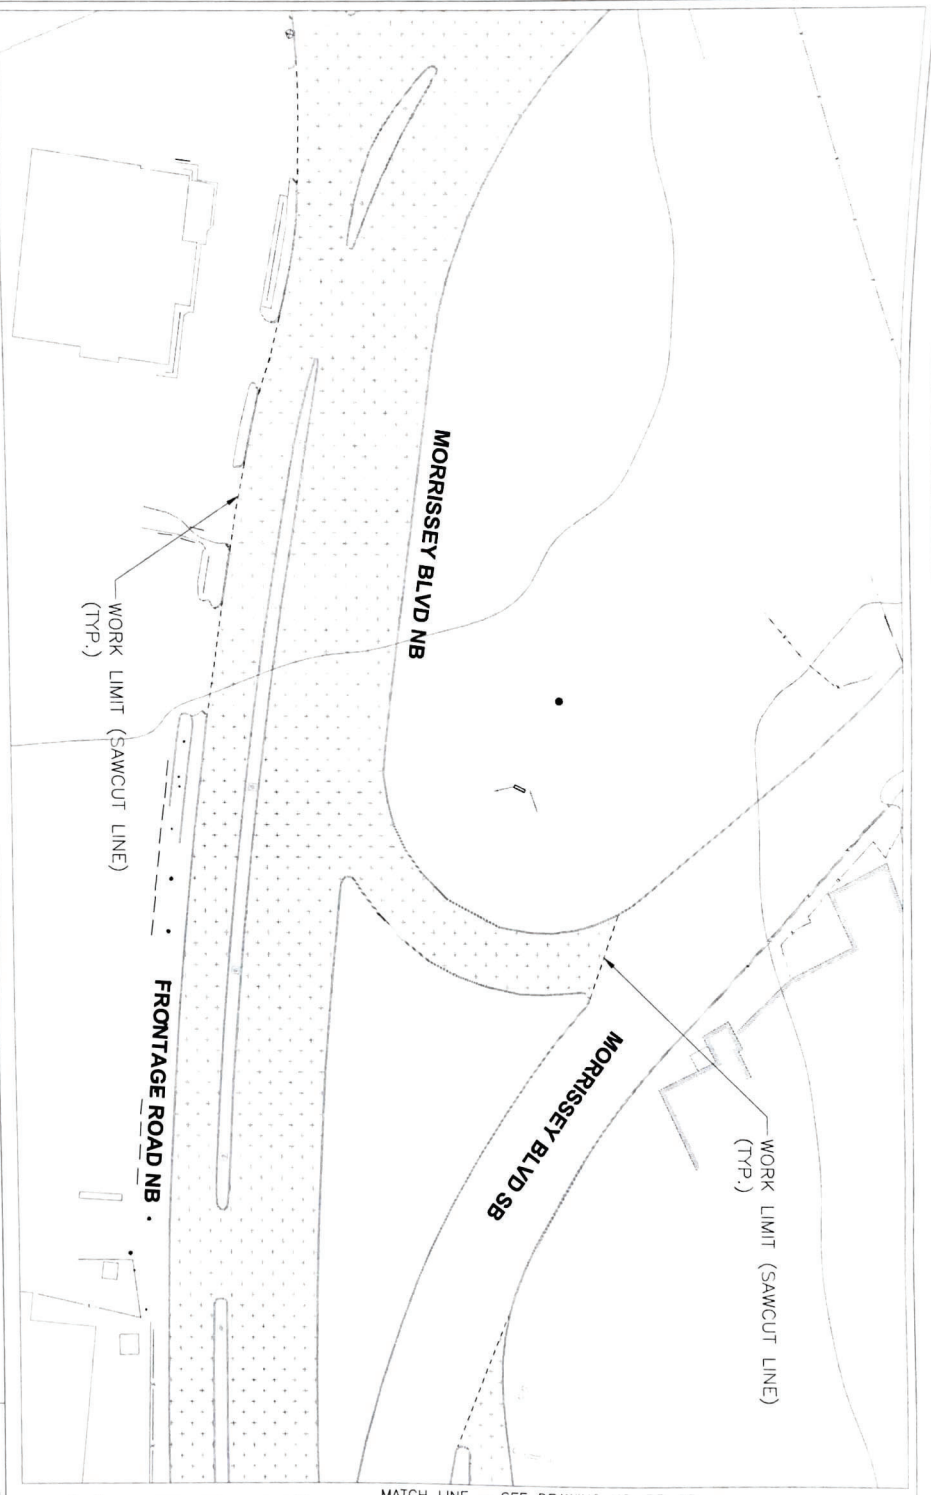 MORRISSEY BLVD NB
WORK LIMIT (SAWCUT LINE)
(TYP.)
FRONTAGE ROAD NB
MORRISSEY BLVD SB
WORK LIMIT (SAWCUT LINE)
(TYP.)
MATCH LINE